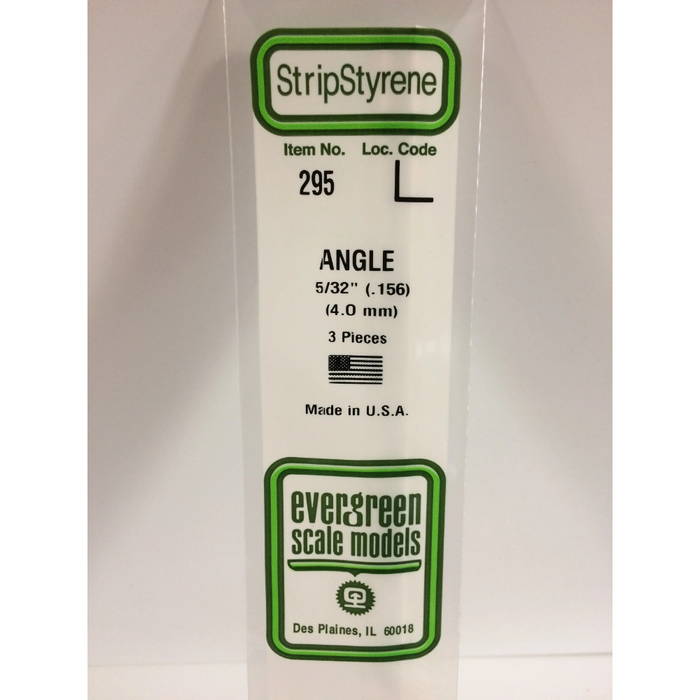 StripStyrene
Item No. Loc. Code
295 L
ANGLE
5/32" (.156)
(4.0 mm)
3 Pieces
Made in U.S.A.
evergreen
scale models
Des Plaines, IL 60018